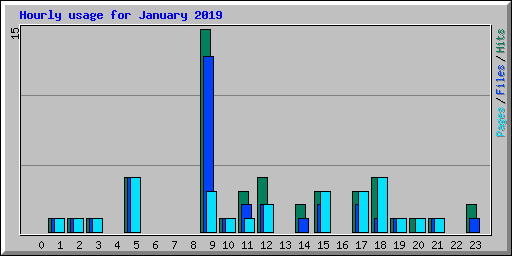 Hourly usage for January 2019
15
Pages / Files / Hits
0 1 2 3 4 5 6 7 8 9 10 11 12 13 14 15 16 17 18 19 20 21 22 23